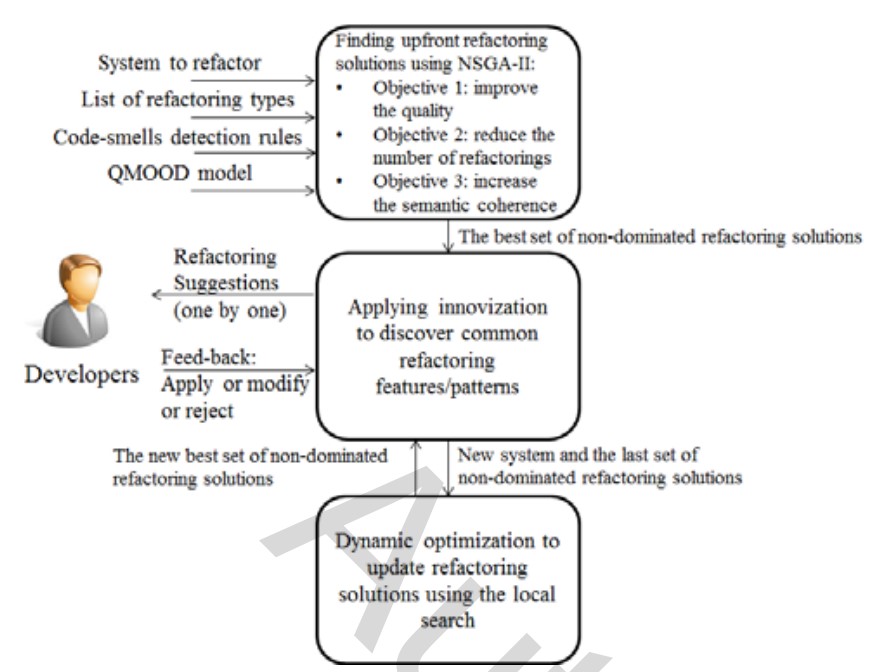 System to refactor
List of refactoring types
Code-smells detection rules
QMOOD model
Finding upfront refactoring
solutions using NSGA-II:
• Objective 1: improve
the quality
• Objective 2: reduce the
number of refactorings
• Objective 3: increase
the semantic coherence
The best set of non-dominated refactoring solutions
Refactoring
Suggestions
(one by one)
Developers
Feed-back:
Apply or modify
or reject
Applying innovization
to discover common
refactoring
features/patterns
The new best set of non-dominated
refactoring solutions
New system and the last set of
non-dominated refactoring solutions
Dynamic optimization to
update refactoring
solutions using the local
search